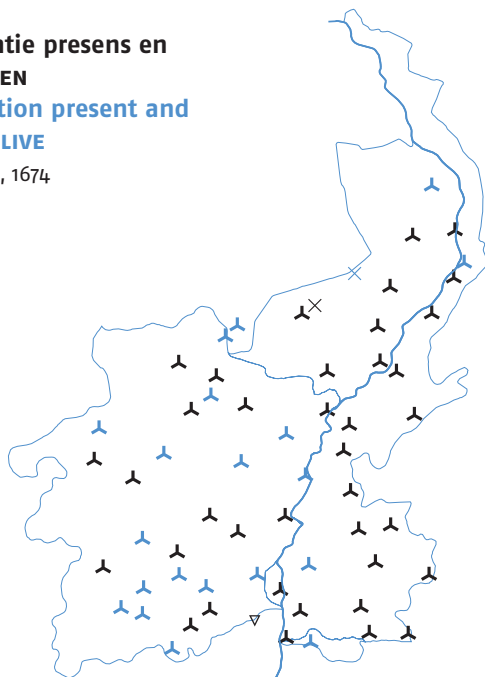 ntie presens en
EN
tion present and
LIVE
, 1674